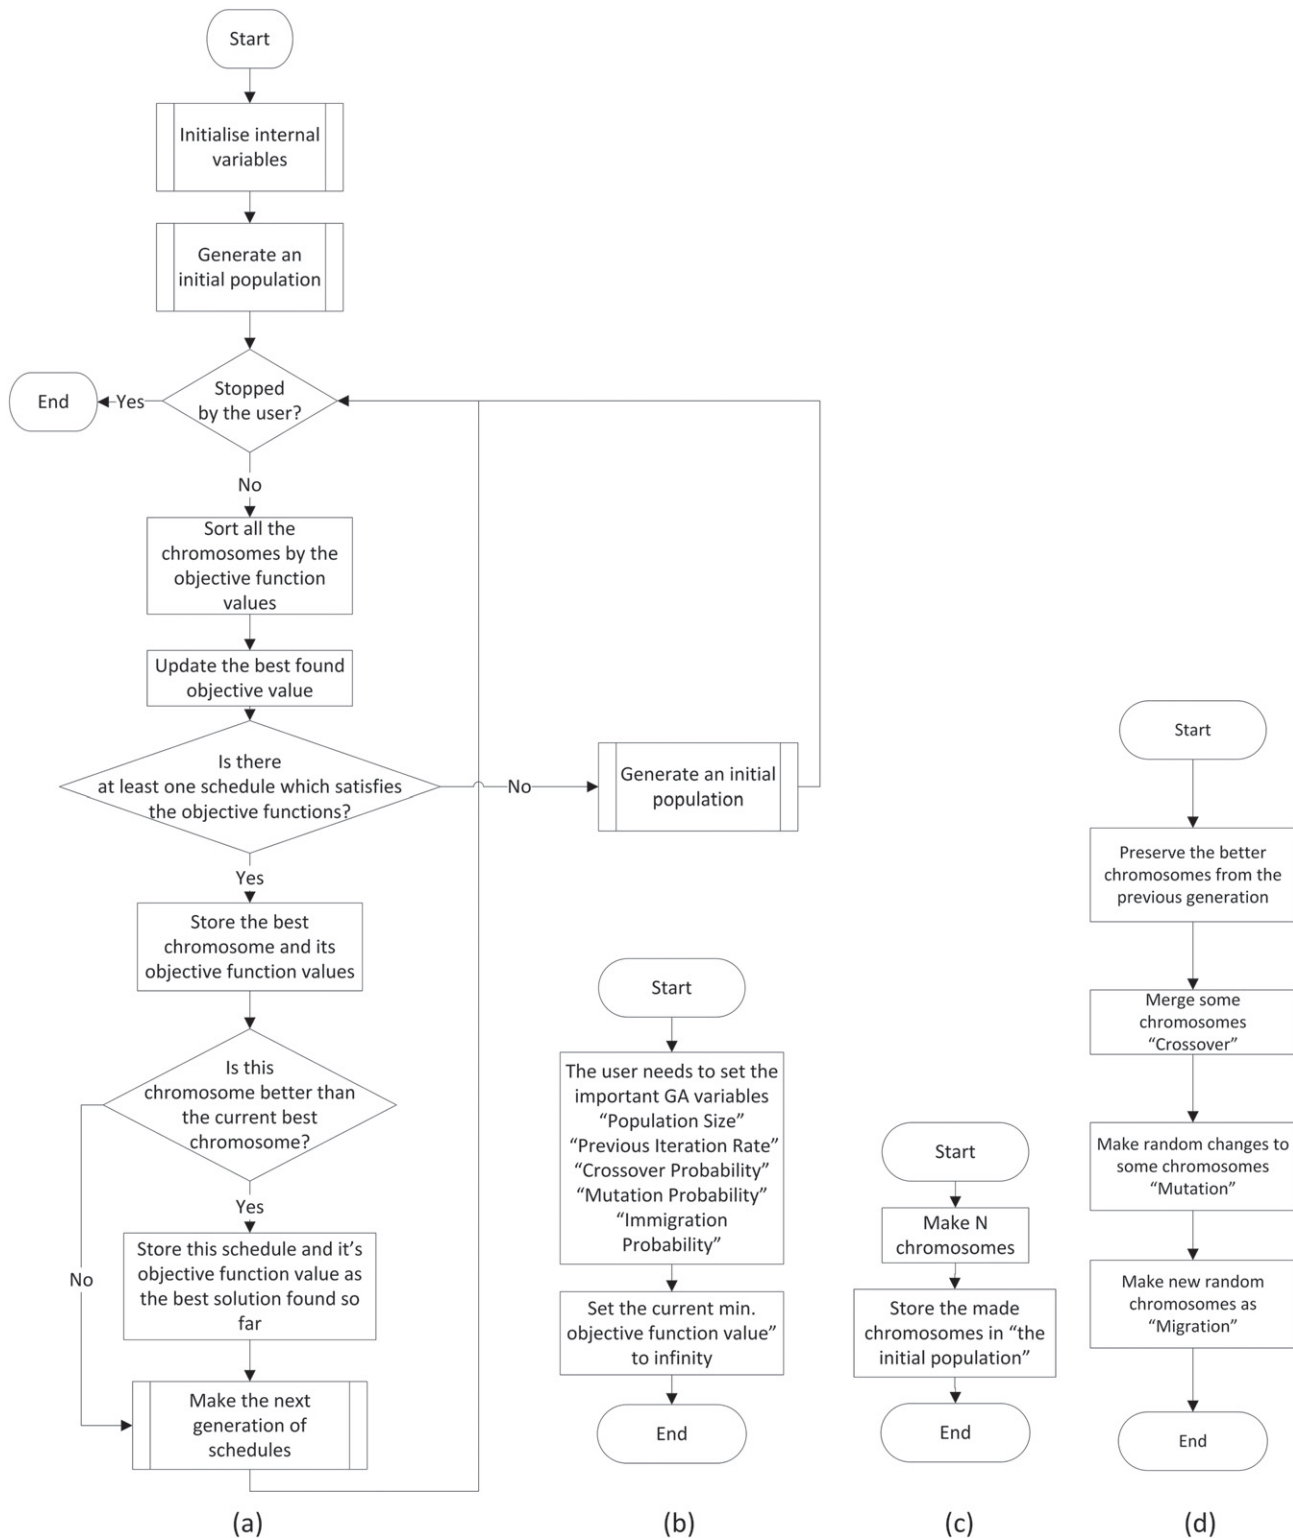 Start
Initialise internal
variables
Generate an
initial population
Stopped
by the user?
Yes
End
No
Sort all the
chromosomes by the
objective function
values
Update the best found
objective value
Is there
at least one schedule which satisfies
the objective functions?
No
Generate an initial
population
Yes
Store the best
chromosome and its
objective function values
Is this
chromosome better than
the current best
chromosome?
Yes
No
Store this schedule and it’s
objective function value as
the best solution found so
far
Make the next
generation of
schedules
(a)
Start
The user needs to set the
important GA variables
“Population Size”
“Previous Iteration Rate”
“Crossover Probability”
“Mutation Probability”
“Immigration
Probability”
Set the current min.
objective function value”
to infinity
End
(b)
Start
Make N
chromosomes
Store the made
chromosomes in “the
initial population”
End
(c)
Start
Preserve the better
chromosomes from the
previous generation
Merge some
chromosomes
“Crossover”
Make random changes to
some chromosomes
“Mutation”
Make new random
chromosomes as
“Migration”
End
(d)